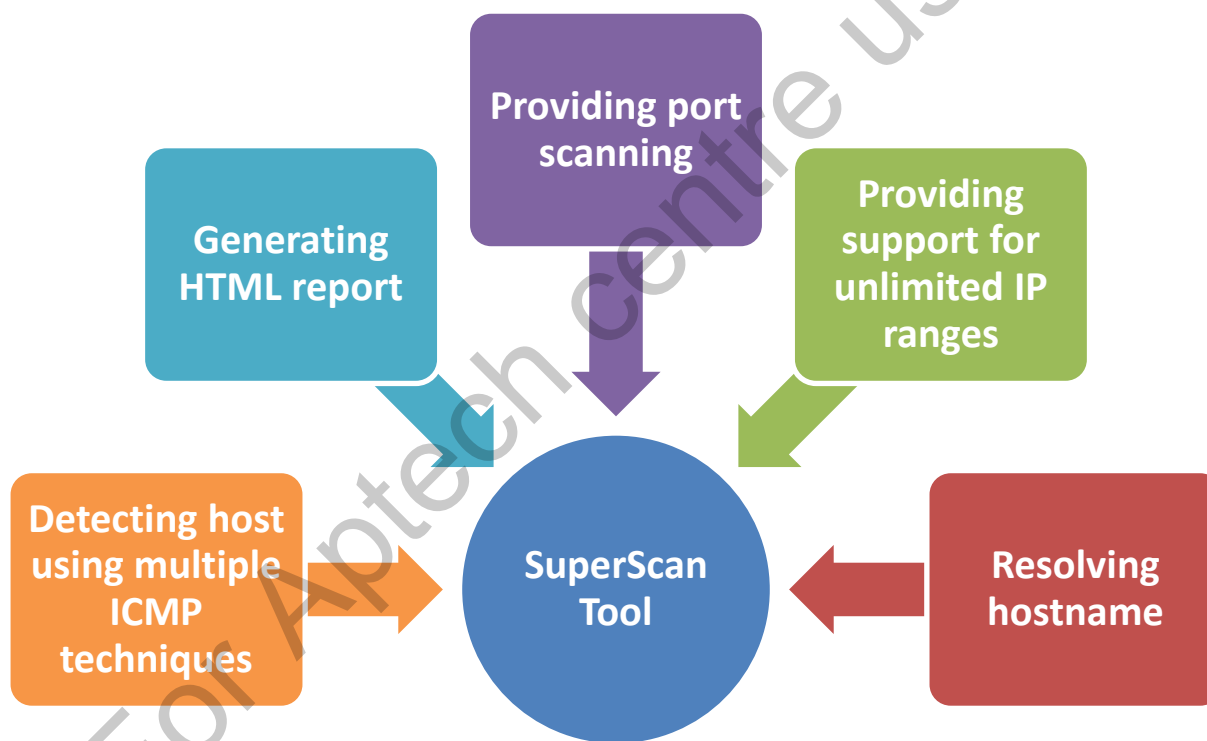 Providing port
scanning
Generating
HTML report
Providing
support for
unlimited IP
ranges
Detecting host
using multiple
ICMP
techniques
SuperScan
Tool
Resolving
hostname
For Aptech centre